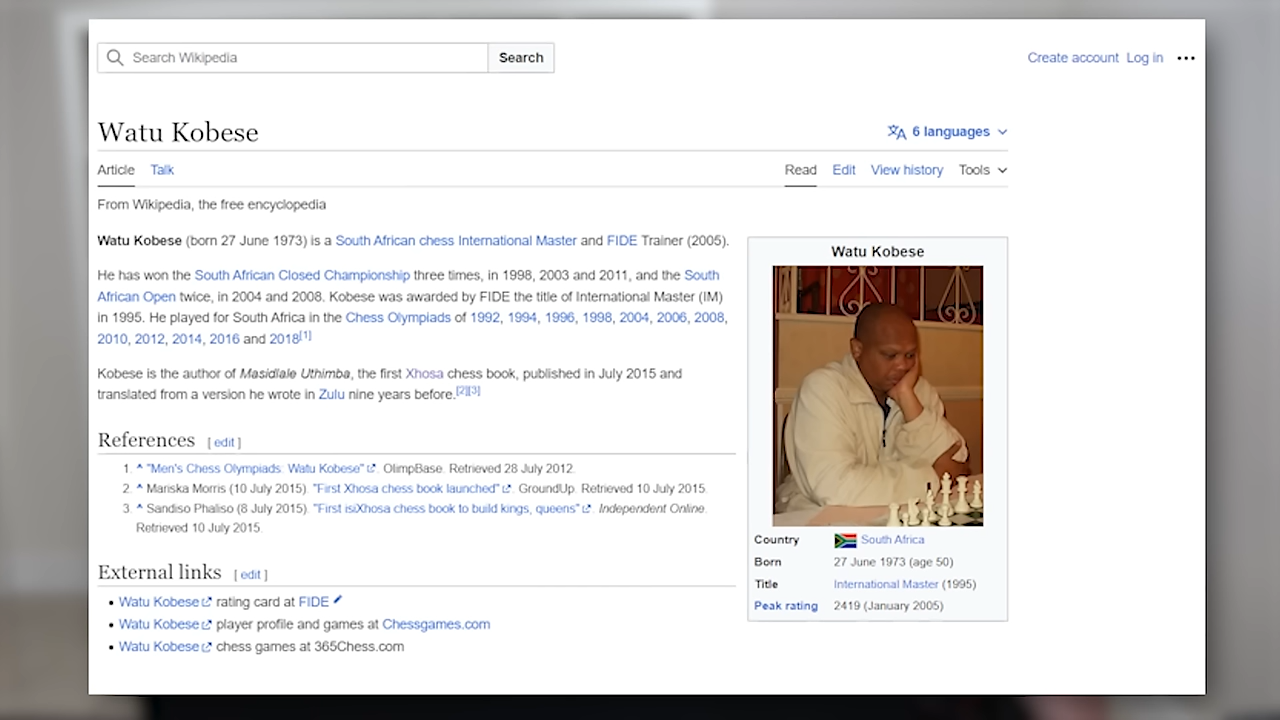 Search Wikipedia
Search
Create account Log in
Watu Kobese
6 languages
Article Talk
Read Edit View history Tools
From Wikipedia, the free encyclopedia
Watu Kobese (born 27 June 1973) is a South African chess International Master and FIDE Trainer (2005).
He has won the South African Closed Championship three times, in 1998, 2003 and 2011, and the South
African Open twice, in 2004 and 2008. Kobese was awarded by FIDE the title of International Master (IM)
in 1995. He played for South Africa in the Chess Olympiads of 1992, 1994, 1996, 1998, 2004, 2006, 2008,
2010, 2012, 2014, 2016 and 2018[1]
Kobese is the author of Masidlale Uthimba, the first Xhosa chess book, published in July 2015 and
translated from a version he wrote in Zulu nine years before.[2][3]
References [ edit ]
1. ^ "Men's Chess Olympiads: Watu Kobese". OlimpBase. Retrieved 28 July 2012.
2. ^ Mariska Morris (10 July 2015). "First Xhosa chess book launched". GroundUp. Retrieved 10 July 2015.
3. ^ Sandiso Phaliso (8 July 2015). "First isiXhosa chess book to build kings, queens". Independent Online.
Retrieved 10 July 2015.
External links [ edit ]
• Watu Kobese rating card at FIDE
• Watu Kobese player profile and games at Chessgames.com
• Watu Kobese chess games at 365Chess.com
Watu Kobese
Country South Africa
Born 27 June 1973 (age 50)
Title International Master (1995)
Peak rating 2419 (January 2005)